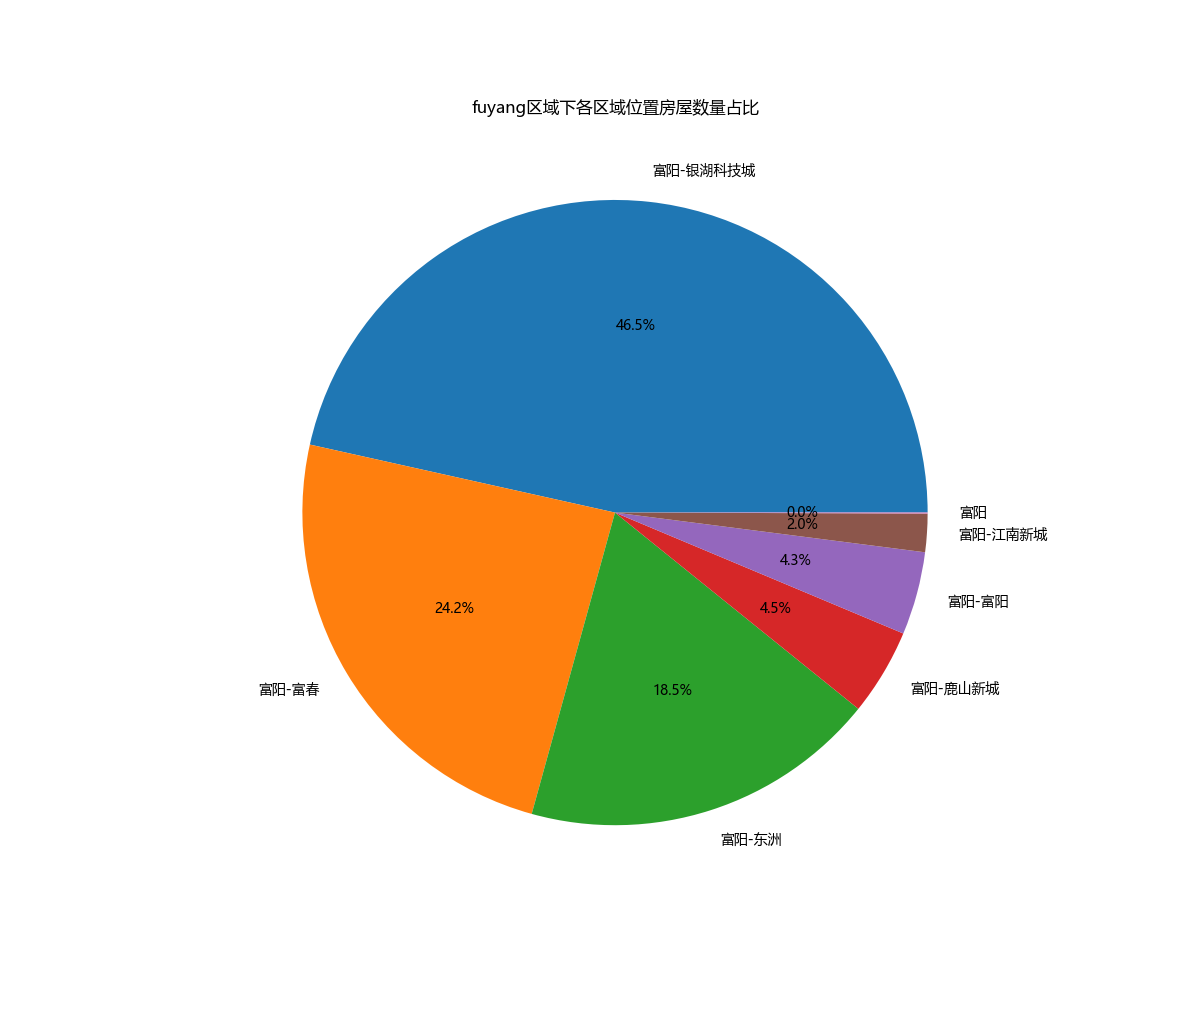 fuyang区域下各区域位置房屋数量占比
富阳-银湖科技城
46.5%
0.0%
富阳
2.0%
富阳-江南新城
4.3%
富阳-富阳
4.5%
24.2%
富阳-鹿山新城
富阳-富春
18.5%
富阳-东洲